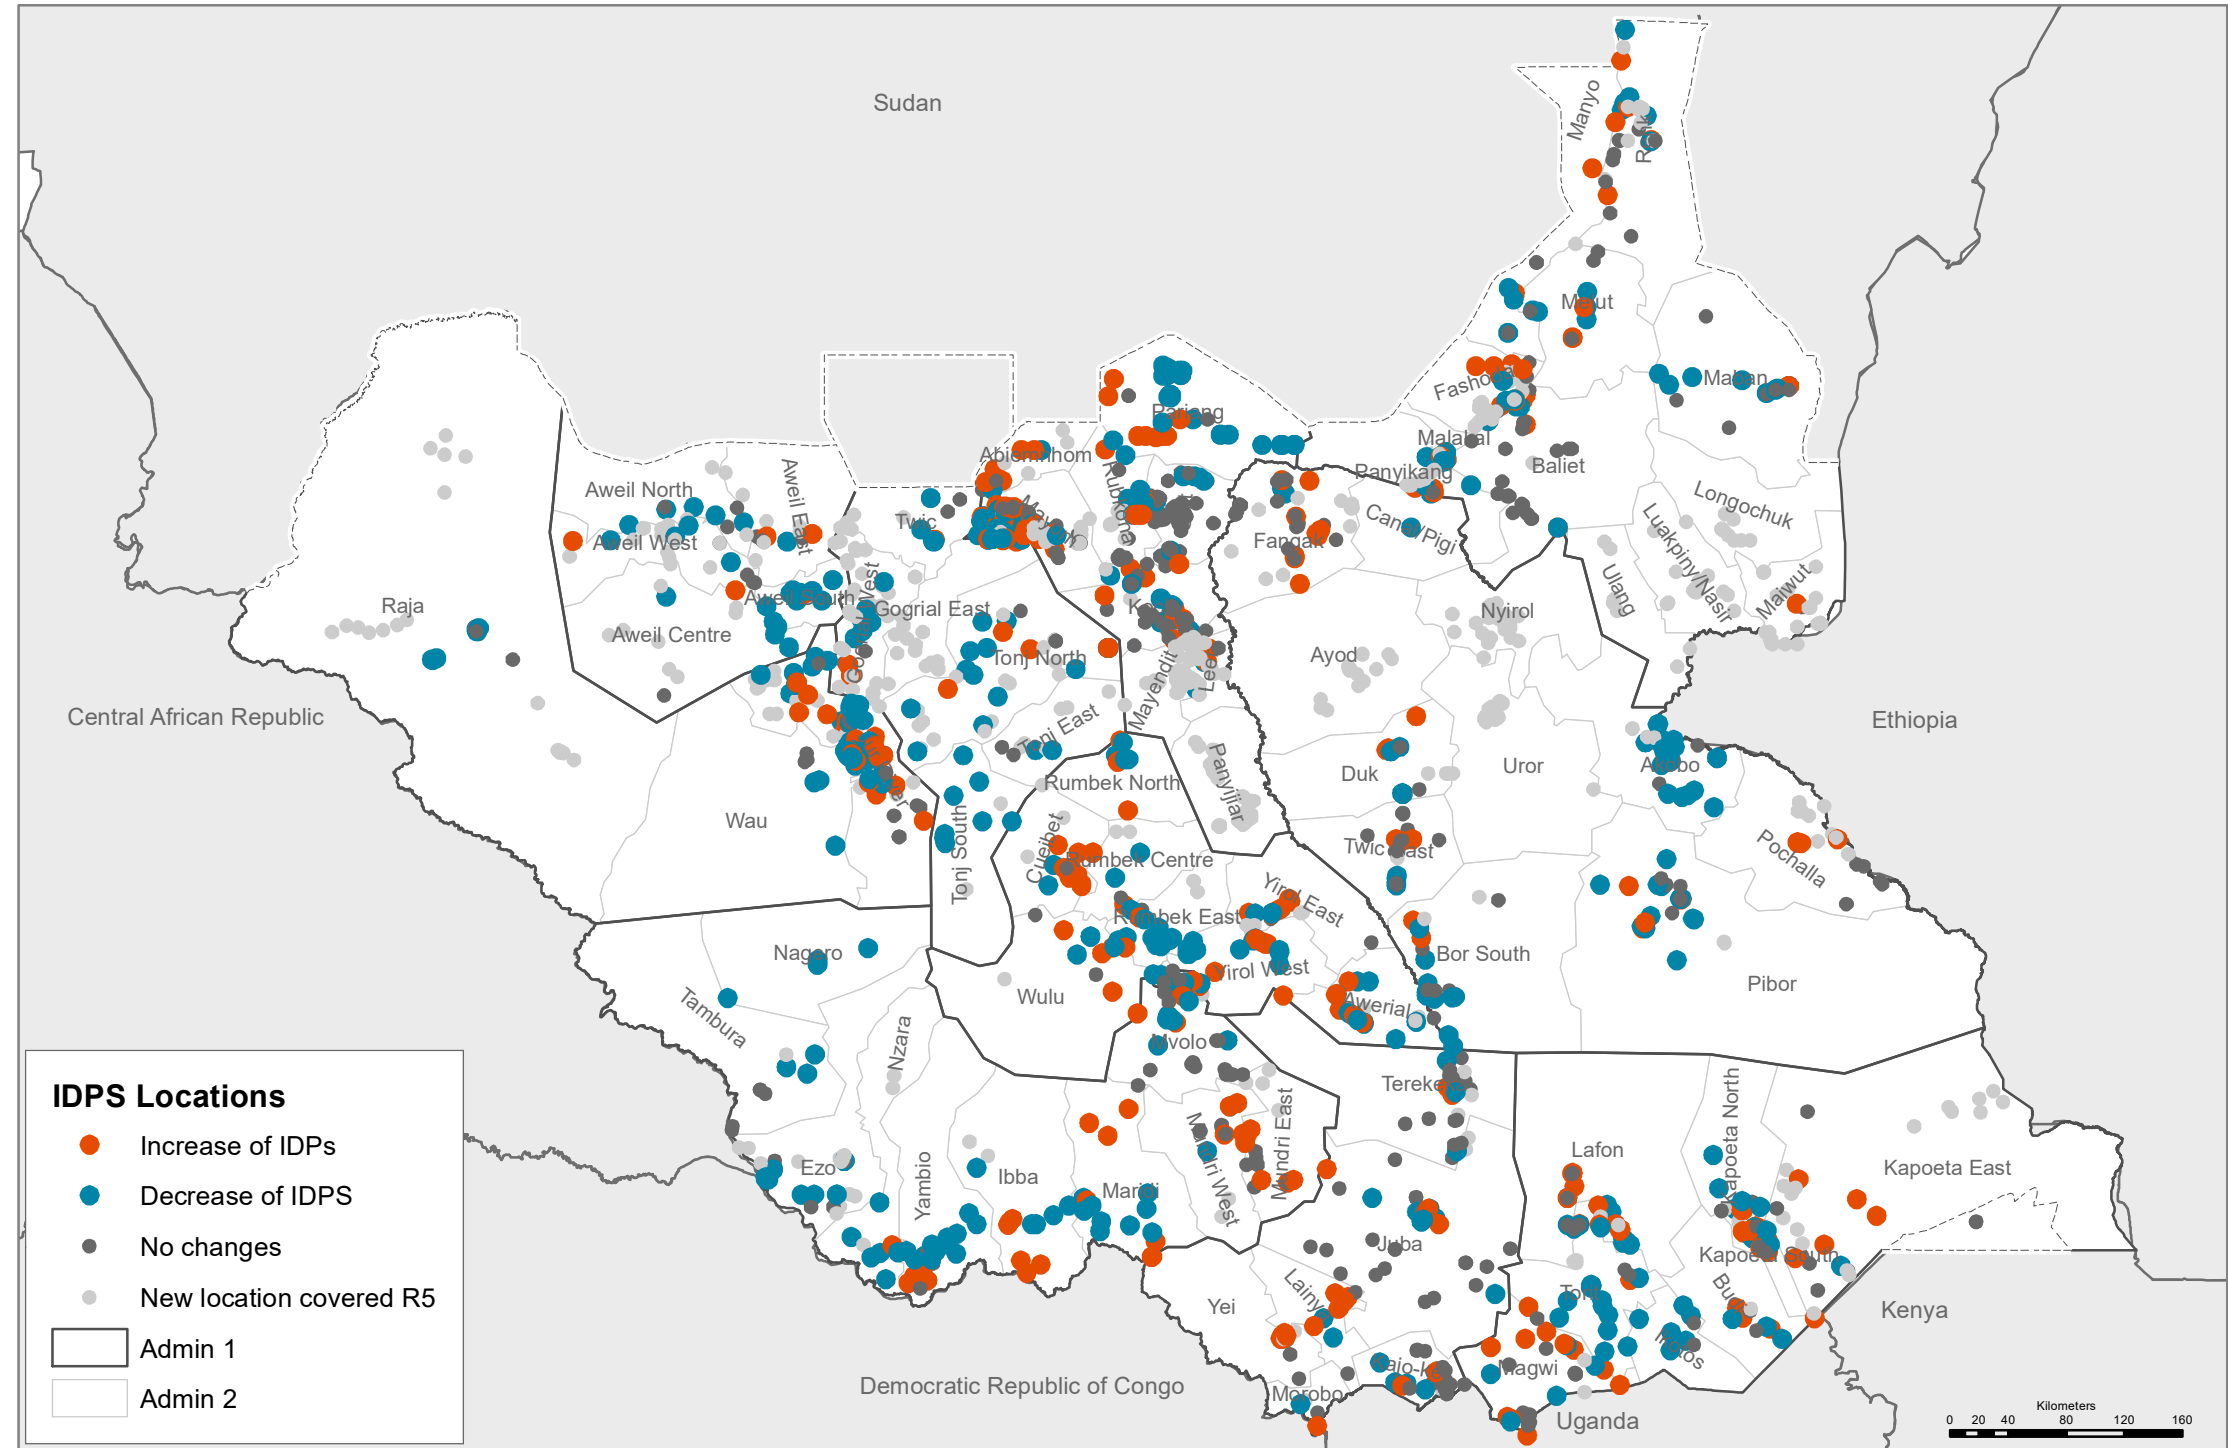 Sudan
Manyo
Abiemnhom
Pariang
Fashoda
Melut
Maban
Malakal
Panyikang
Baliet
Aweil North
Aweil East
Twic
Mayom
Rubkona
Aweil West
Fangak
Canal/Pigi
Longochuk
Luakpiny/Nasir
Ulang
Maiwut
Raja
Aweil South
Aweil Centre
Gogrial West
Gogrial East
Tonj North
Mayendit
Nyirol
Ayod
Central African Republic
Tonj East
Panyijiar
Ethiopia
Wau
Tonj South
Rumbek North
Duk
Uror
Akobo
Cueibet
Rumbek Centre
Twic East
Pochalla
Rumbek East
Yirol East
Nagero
Tambura
Wulu
Yirol West
Awerial
Bor South
Pibor
Nzara
Mvolo
Ezo
Yambio
Ibba
Maridi
Mundri West
Mundri East
Lafon
Kapoeta North
Kapoeta East
Juba
Kapoeta South
Yei
Morobo
Magwi
Democratic Republic of Congo
Uganda
Kenya
IDPS Locations
Increase of IDPs
Decrease of IDPS
No changes
New location covered R5
Admin 1
Admin 2
Kilometers
0 20 40 80 120 160